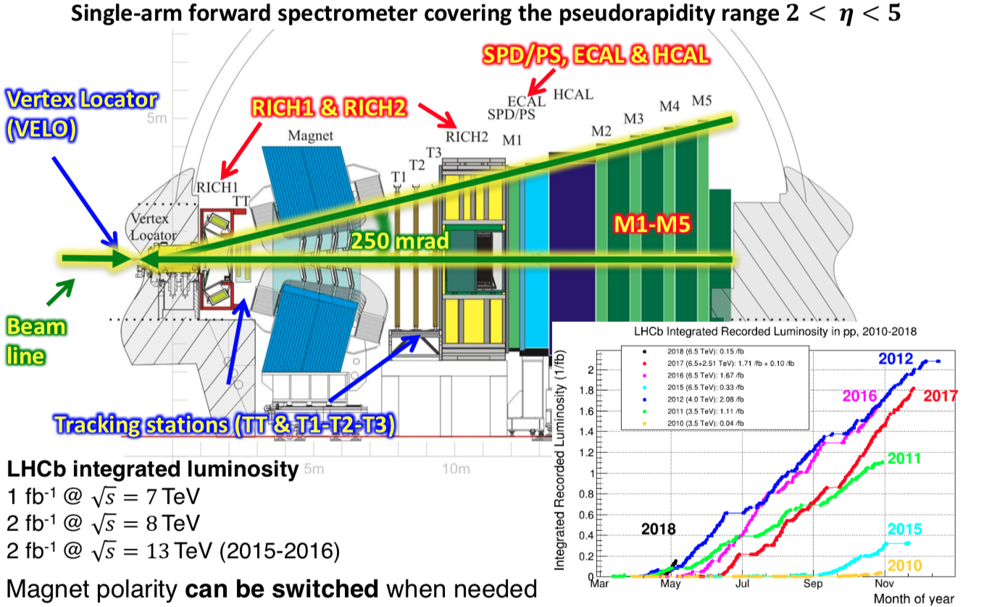 Single-arm forward spectrometer covering the pseudorapidity range 2 < η < 5
SPD/PS, ECAL & HCAL
Vertex Locator
(VELO)
RICH1 & RICH2
5m
Magnet
ECAL
HCAL
SPD/PS
RICH2
M1
M2
M3
M4
M5
T1
T2
T3
RICH1
TT
Vertex
Locator
250 mrad
M1-M5
Beam
line
Tracking stations (TT & T1-T2-T3)
5m
10m
LHCb integrated luminosity
1 fb-1 @ √s = 7 TeV
2 fb-1 @ √s = 8 TeV
2 fb-1 @ √s = 13 TeV (2015-2016)
Magnet polarity can be switched when needed
LHCb Integrated Recorded Luminosity in pp, 2010-2018
Integrated Recorded Luminosity (1/fb)
2018 (6.5 TeV): 0.15 /fb
2017 (6.5+2.51 TeV): 1.71 /fb + 0.10 /fb
2016 (6.5 TeV): 1.67 /fb
2015 (6.5 TeV): 0.33 /fb
2012 (4.0 TeV): 2.08 /fb
2011 (3.5 TeV): 1.11 /fb
2010 (3.5 TeV): 0.04 /fb
2012
2016
2017
2011
2018
2015
2010
2
1.8
1.6
1.4
1.2
1
0.8
0.6
0.4
0.2
0
Mar
May
Jul
Sep
Nov
Month of year